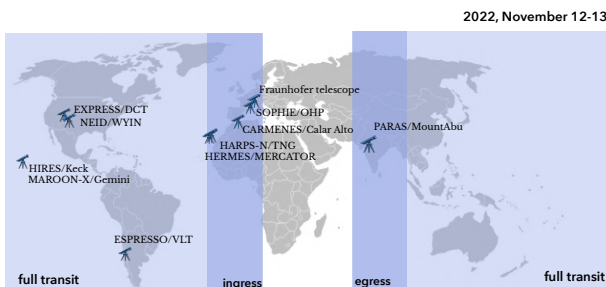 2022, November 12-13
Fraunhofer telescope
EXPRESS/DCT
SOPHIE/OHP
NEID/WYIN
CARMENES/Calar Alto
PARAS/MountAbu
HARPS-N/TNG
HERMES/MERCATOR
HIRES/Keck
MAROON-X/Gemini
ESPRESSO/VLT
full transit
ingress
egress
full transit